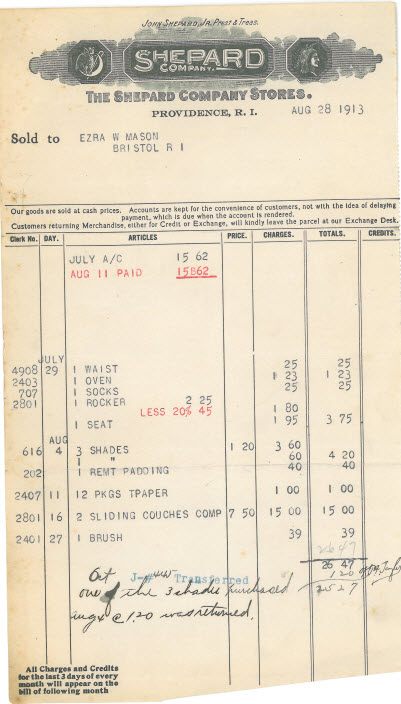 JOHN SHEPARD, JR. Prest & Treas.
SHEPARD
COMPANY.
THE SHEPARD COMPANY STORES.
PROVIDENCE, R. I.
AUG 28 1913
Sold to EZRA W MASON
BRISTOL R I
Our goods are sold at cash prices. Accounts are kept for the convenience of customers, not with the idea of delaying
payment, which is due when the account is rendered.
Customers returning Merchandise, either for Credit or Exchange, will kindly leave the parcel at our Exchange Desk.
Clerk No. DAY. ARTICLES PRICE. CHARGES. TOTALS. CREDITS.
JULY A/C 15 62
AUG 11 PAID 15862
JULY
4908 29 1 WAIST 25 25
2403 1 OVEN 1 23 1 23
707 1 SOCKS 25 25
2801 1 ROCKER 2 25
LESS 20% 45 1 80
1 SEAT 1 95 3 75
AUG
616 4 3 SHADES 1 20 3 60
1 " 60 4 20
202 1 REMT PADDING 40 40
2407 11 12 PKGS TPAPER 1 00 1 00
2801 16 2 SLIDING COUCHES COMP 7 50 15 00 15 00
2401 27 1 BRUSH 39 39
26 47
26 47
1 20
25 27
J-#445 Transferred
one of the 3 shades purchased
aug 4 @ 1.20 was returned.
All Charges and Credits
for the last 3 days of every
month will appear on the
bill of following month